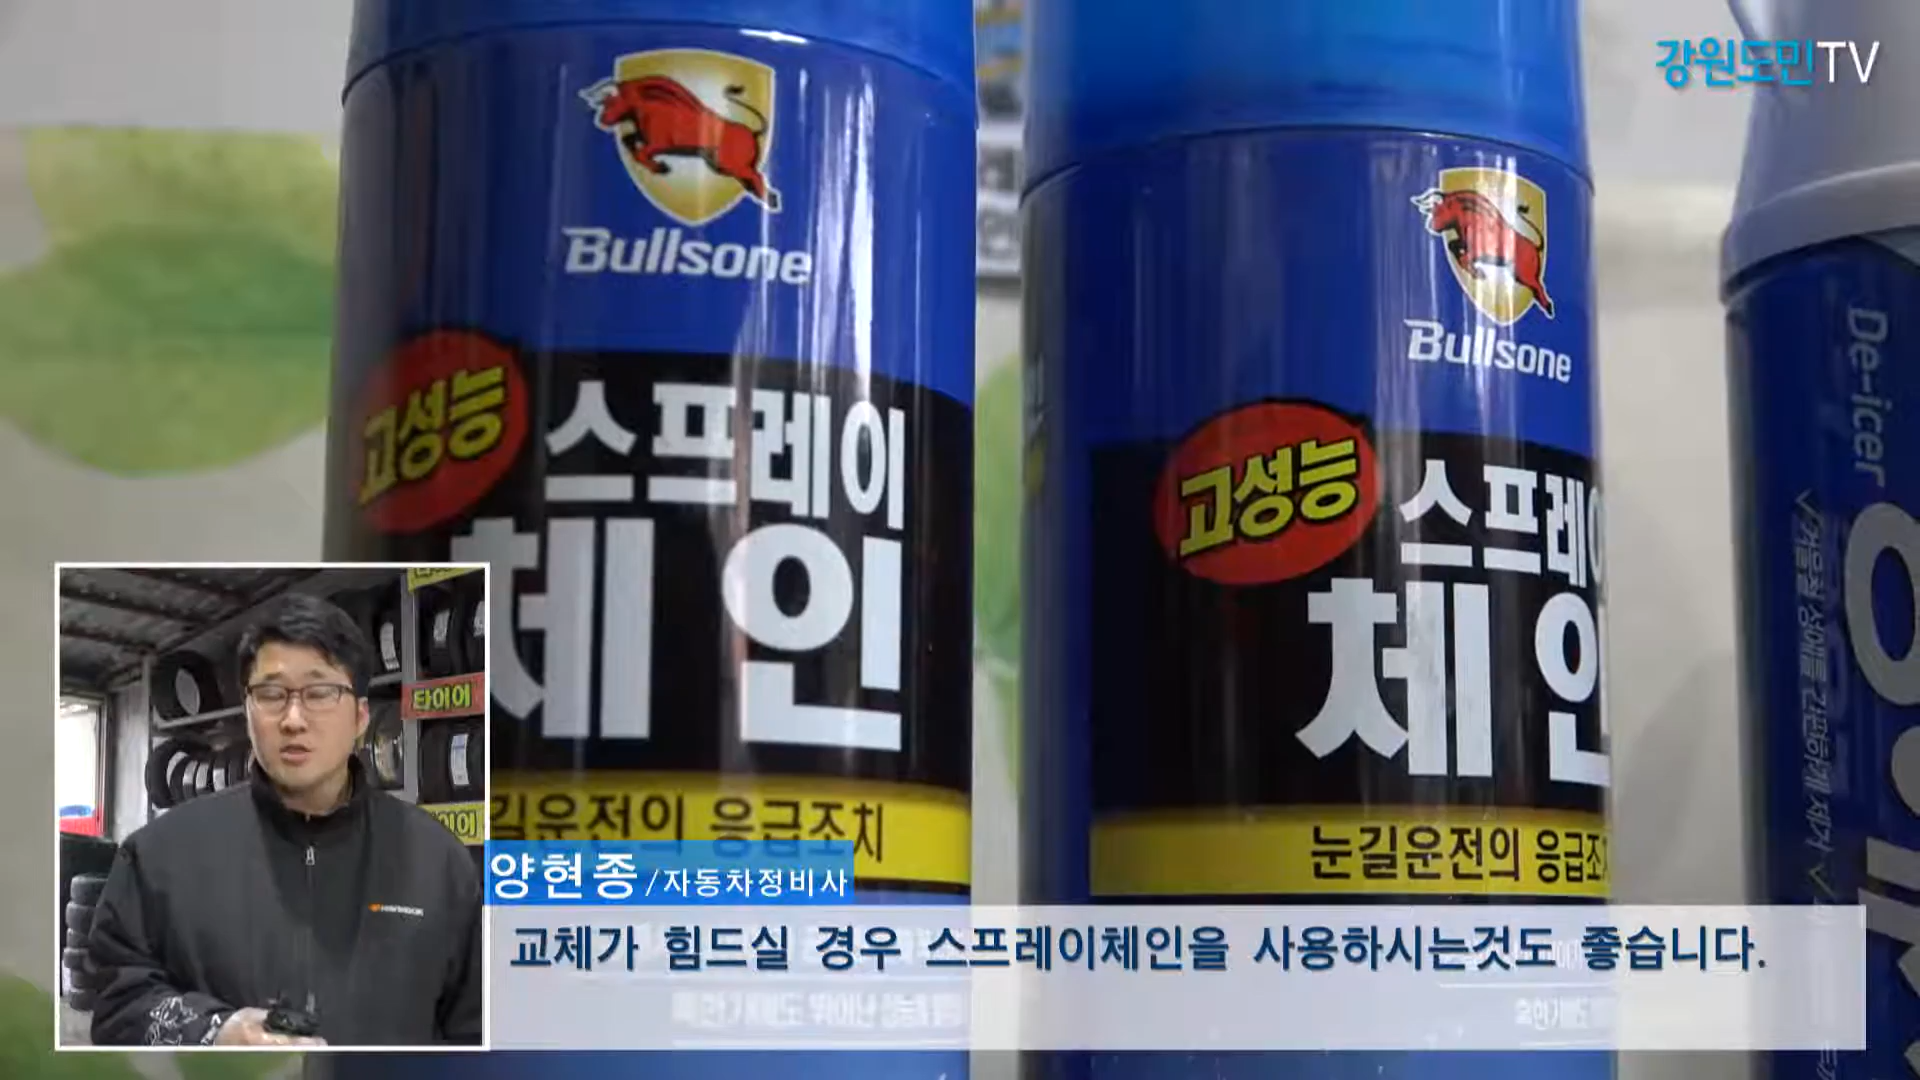 강원도민TV
Bullsone
고성능
스프레이
체인
길운전의 응급조치
Bullsone
고성능
스프레
체인
눈길운전의 응급조
De-icer
타이어
양현종/자동차정비사
교체가 힘드실 경우 스프레이체인을 사용하시는것도 좋습니다.